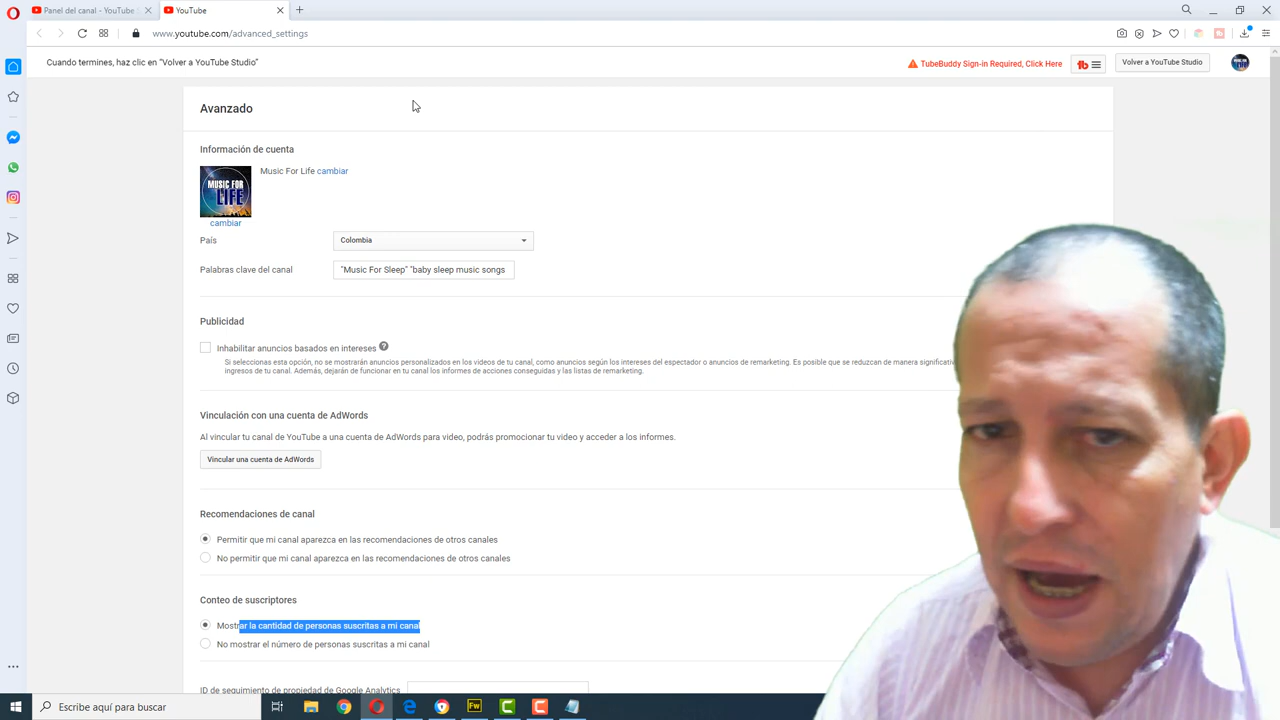 Panel del canal - YouTube
YouTube
www.youtube.com/advanced_settings
Cuando termines, haz clic en "Volver a YouTube Studio"
TubeBuddy Sign-in Required, Click Here
tb
Volver a YouTube Studio
Avanzado
Información de cuenta
MUSIC FOR
LIFE
Music For Life cambiar
cambiar
País
Colombia
Palabras clave del canal
"Music For Sleep" "baby sleep music songs
Publicidad
Inhabilitar anuncios basados en intereses
Si seleccionas esta opción, no se mostrarán anuncios personalizados en los videos de tu canal, como anuncios según los intereses del espectador o anuncios de remarketing. Es posible que se reduzcan de manera significativ
ingresos de tu canal. Además, dejarán de funcionar en tu canal los informes de acciones conseguidas y las listas de remarketing.
Vinculación con una cuenta de AdWords
Al vincular tu canal de YouTube a una cuenta de AdWords para video, podrás promocionar tu video y acceder a los informes.
Vincular una cuenta de AdWords
Recomendaciones de canal
Permitir que mi canal aparezca en las recomendaciones de otros canales
No permitir que mi canal aparezca en las recomendaciones de otros canales
Conteo de suscriptores
Mostrar la cantidad de personas suscritas a mi canal
No mostrar el número de personas suscritas a mi canal
ID de seguimiento de propiedad de Google Analytics
Escribe aquí para buscar
Fw